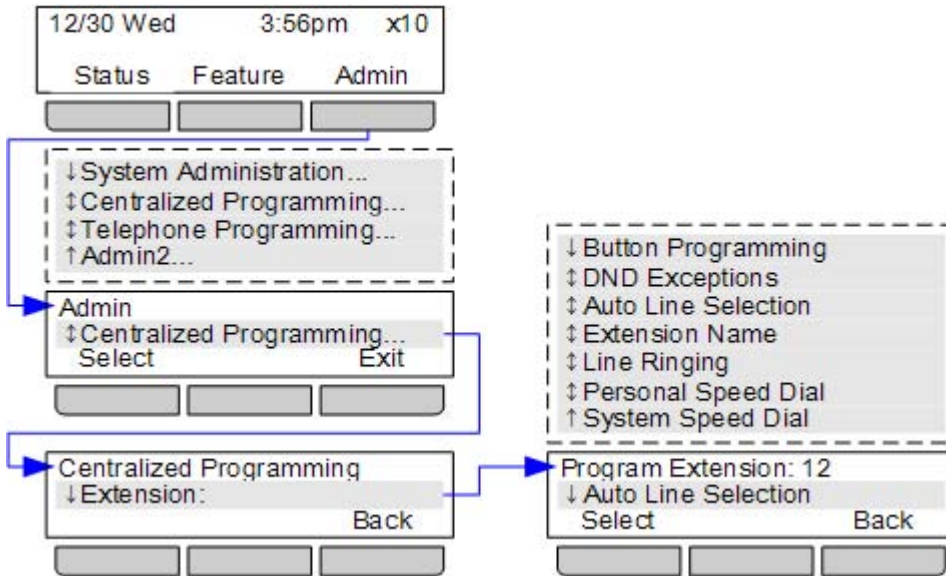 12/30 Wed 3:56pm x10
Status Feature Admin
↓System Administration...
↕Centralized Programming...
↕Telephone Programming...
↑Admin2...
Admin
↕Centralized Programming...
Select Exit
Centralized Programming
↓Extension:
Back
↓Button Programming
↕DND Exceptions
↕Auto Line Selection
↕Extension Name
↕Line Ringing
↕Personal Speed Dial
↑System Speed Dial
Program Extension: 12
↓Auto Line Selection
Select Back